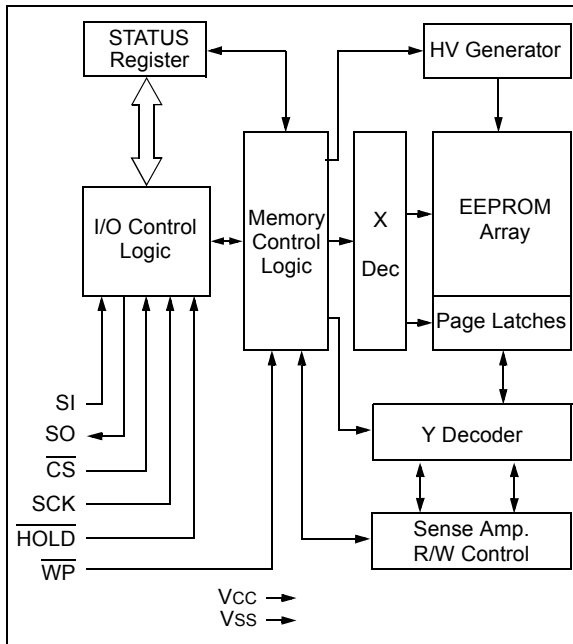 STATUS
Register
HV Generator
I/O Control
Logic
Memory
Control
Logic
X
Dec
EEPROM
Array
Page Latches
SI
SO
CS
SCK
HOLD
WP
Y Decoder
Sense Amp.
R/W Control
VCC
VSS